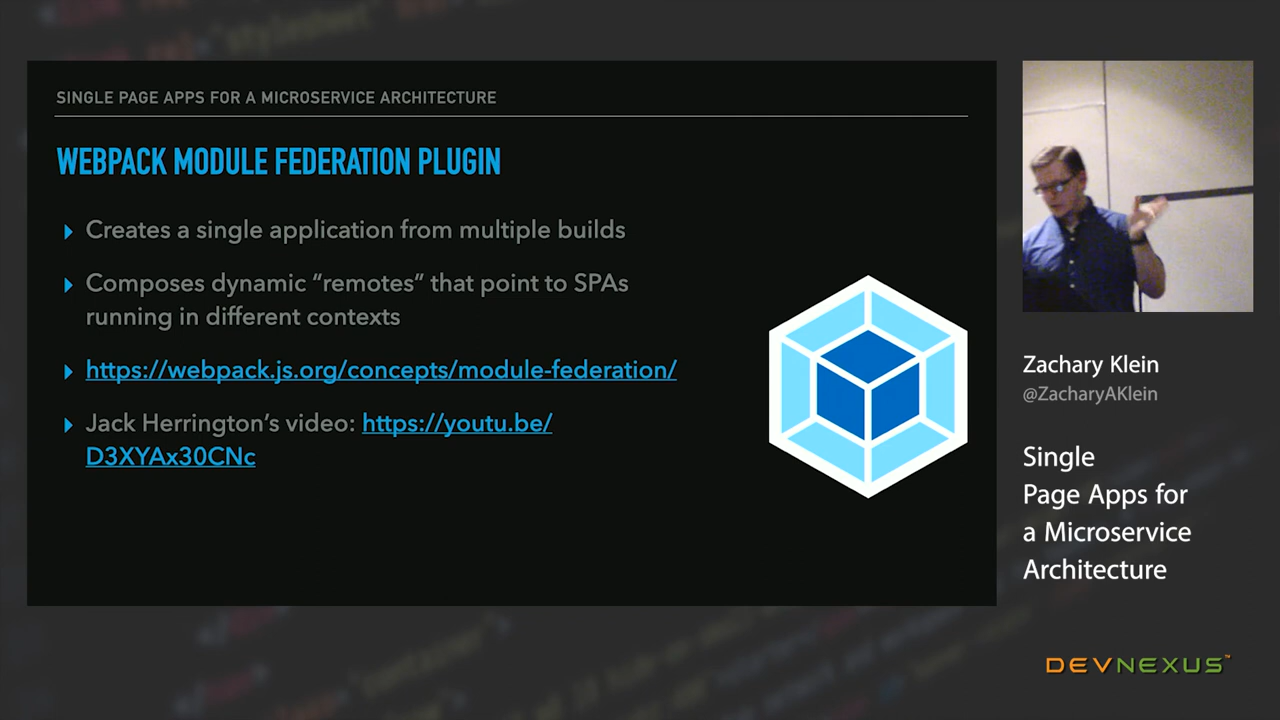 SINGLE PAGE APPS FOR A MICROSERVICE ARCHITECTURE
WEBPACK MODULE FEDERATION PLUGIN
Creates a single application from multiple builds
Composes dynamic “remotes” that point to SPAs
running in different contexts
https://webpack.js.org/concepts/module-federation/
Jack Herrington’s video: https://youtu.be/
D3XYAx30CNc
Zachary Klein
@ZacharyAKlein
Single
Page Apps for
a Microservice
Architecture
DEVNEXUS™